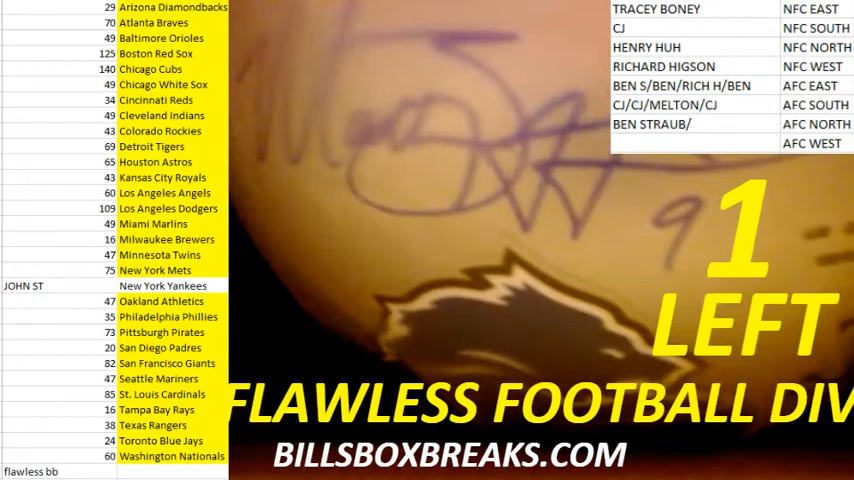 29 Arizona Diamondbacks
70 Atlanta Braves
49 Baltimore Orioles
125 Boston Red Sox
140 Chicago Cubs
49 Chicago White Sox
34 Cincinnati Reds
49 Cleveland Indians
43 Colorado Rockies
69 Detroit Tigers
65 Houston Astros
43 Kansas City Royals
60 Los Angeles Angels
109 Los Angeles Dodgers
49 Miami Marlins
16 Milwaukee Brewers
47 Minnesota Twins
75 New York Mets
JOHN ST New York Yankees
47 Oakland Athletics
35 Philadelphia Phillies
73 Pittsburgh Pirates
20 San Diego Padres
82 San Francisco Giants
47 Seattle Mariners
85 St. Louis Cardinals
16 Tampa Bay Rays
38 Texas Rangers
24 Toronto Blue Jays
60 Washington Nationals
flawless bb
TRACEY BONEY NFC EAST
CJ NFC SOUTH
HENRY HUH NFC NORTH
RICHARD HIGSON NFC WEST
BEN S/BEN/RICH H/BEN AFC EAST
CJ/CJ/MELTON/CJ AFC SOUTH
BEN STRAUB/ AFC NORTH
AFC WEST
9
1
LEFT
FLAWLESS FOOTBALL DIV
BILLSBOXBREAKS.COM